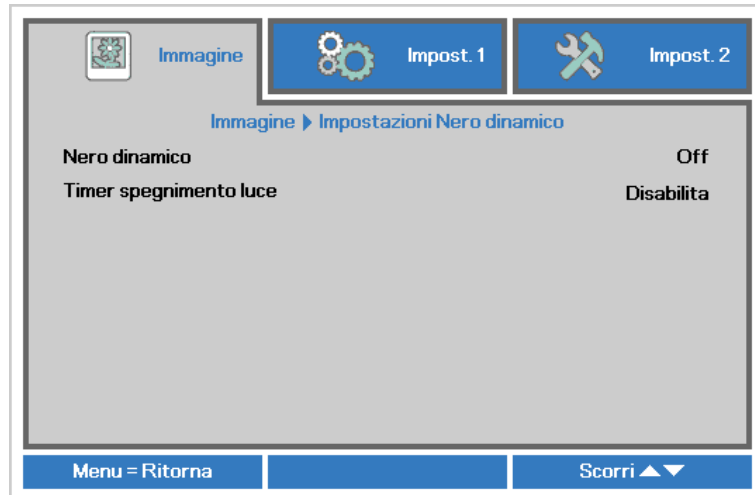 Immagine
Impost. 1
Impost. 2
Immagine ▶ Impostazioni Nero dinamico
Nero dinamico Off
Timer spegnimento luce Disabilita
Menu = Ritorna
Scorri ▲▼